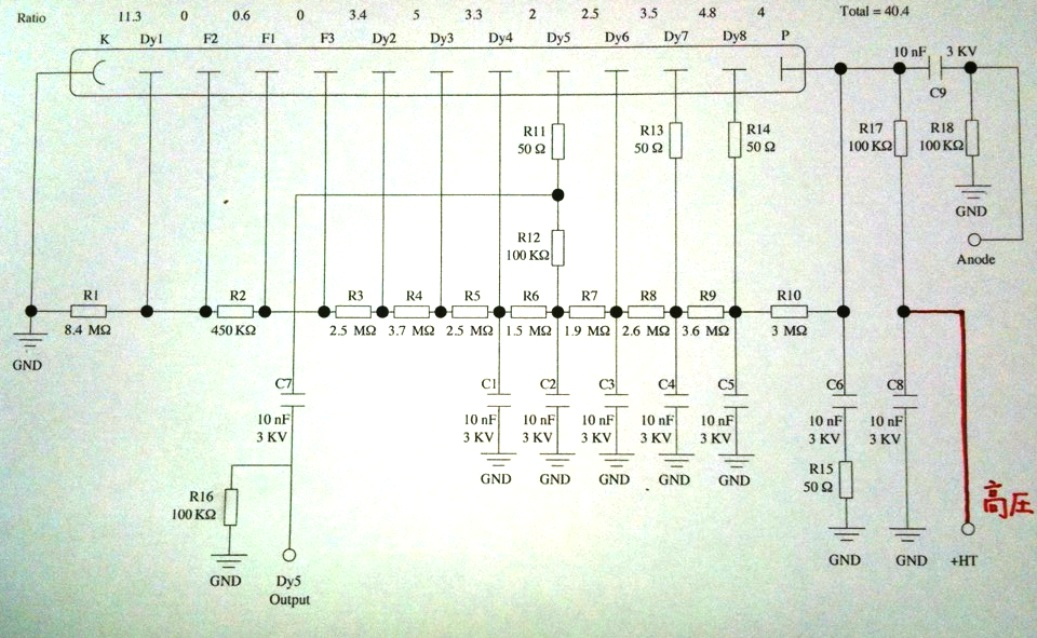 Ratio 11.3 0 0.6 0 3.4 5 3.3 2 2.5 3.5 4.8 4 Total = 40.4
K Dy1 F2 F1 F3 Dy2 Dy3 Dy4 Dy5 Dy6 Dy7 Dy8 P
10 nF 3 KV
C9
R11
50 Ω
R13
50 Ω
R14
50 Ω
R17
100 KΩ
R18
100 KΩ
GND
Anode
R12
100 KΩ
R1 R2 R3 R4 R5 R6 R7 R8 R9 R10
8.4 MΩ 450 KΩ 2.5 MΩ 3.7 MΩ 2.5 MΩ 1.5 MΩ 1.9 MΩ 2.6 MΩ 3 6 MΩ 3 MΩ
GND
C7 C1 C2 C3 C4 C5 C6 C8
10 nF 10 nF 10 nF 10 nF 10 nF 10 nF 10 nF 10 nF
3 KV 3 KV 3 KV 3 KV 3 KV 3 KV 3 KV 3 KV
GND GND GND GND GND
R15
50 Ω
R16
100 KΩ
高压
GND GND +HT
GND Dy5
Output